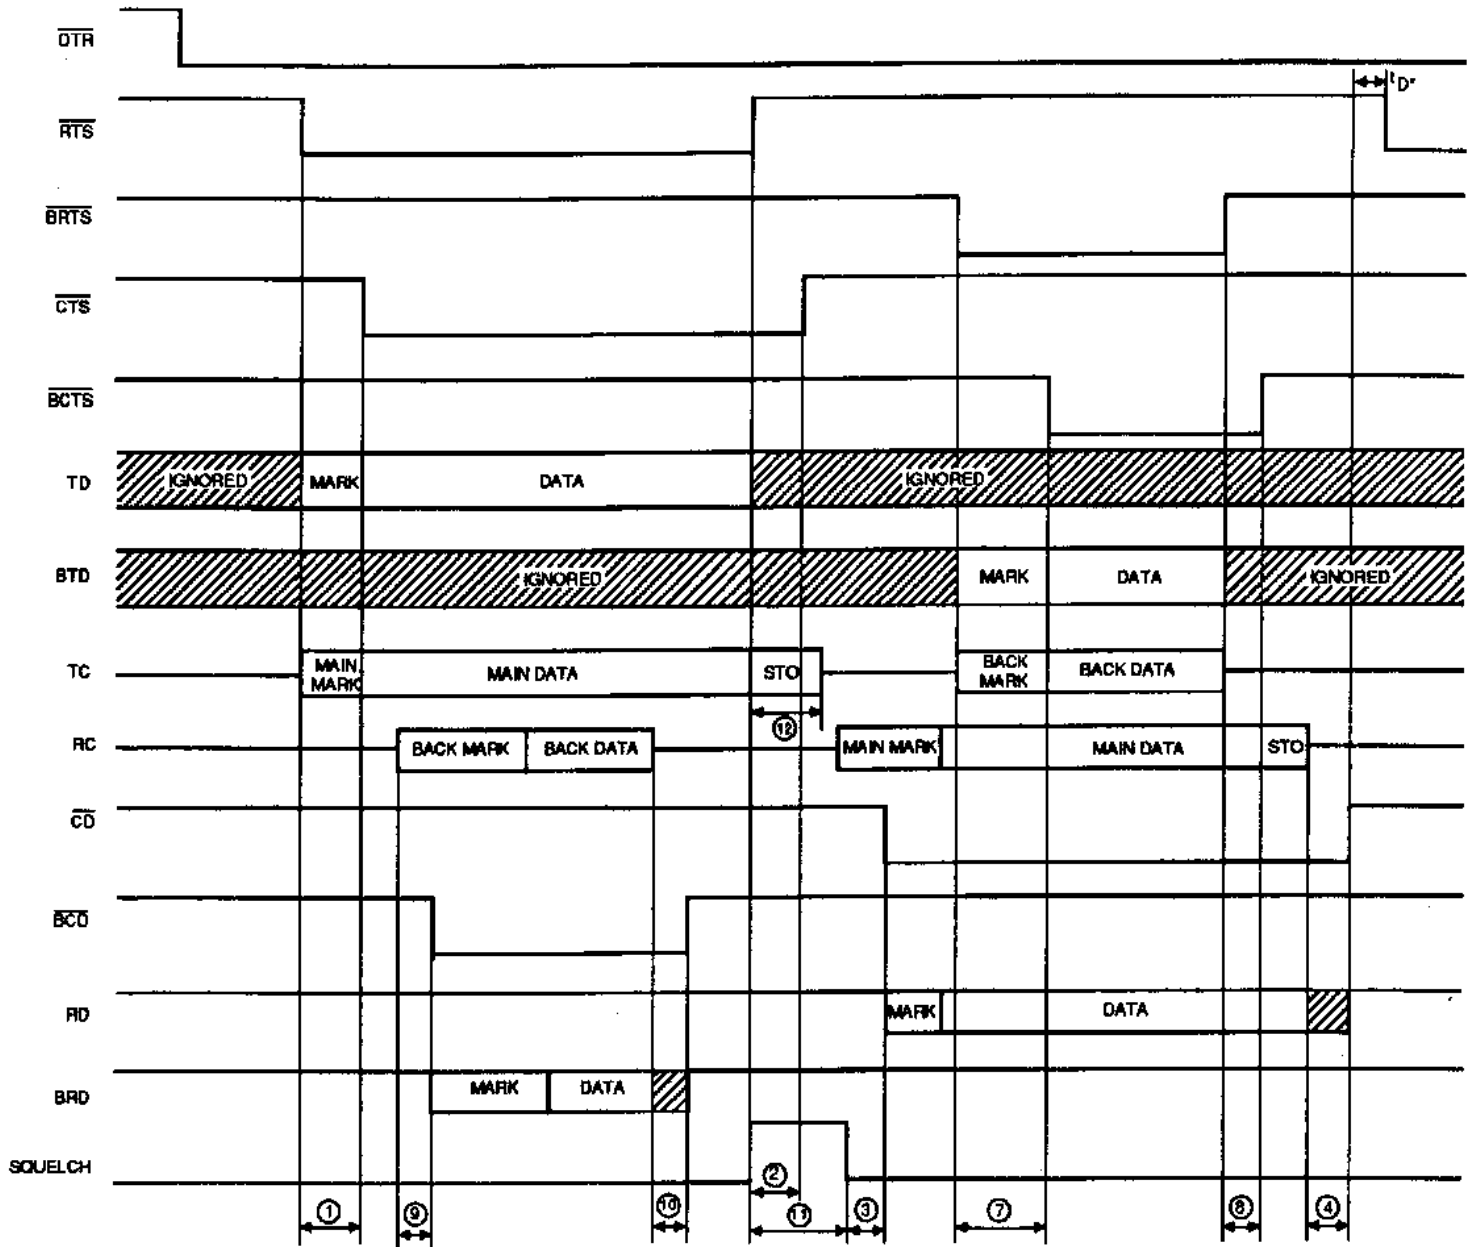 DTR
tD*
RTS
BRTS
CTS
BCTS
TD IGNORED MARK DATA IGNORED
BTD IGNORED MARK DATA IGNORED
TC MAIN MARK MAIN DATA STO BACK MARK BACK DATA
⑫
RC BACK MARK BACK DATA MAIN MARK MAIN DATA STO
CD
BCD
RD MARK DATA
BRD MARK DATA
SQUELCH
②
① ⑨ ⑩ ⑪ ③ ⑦ ⑧ ④